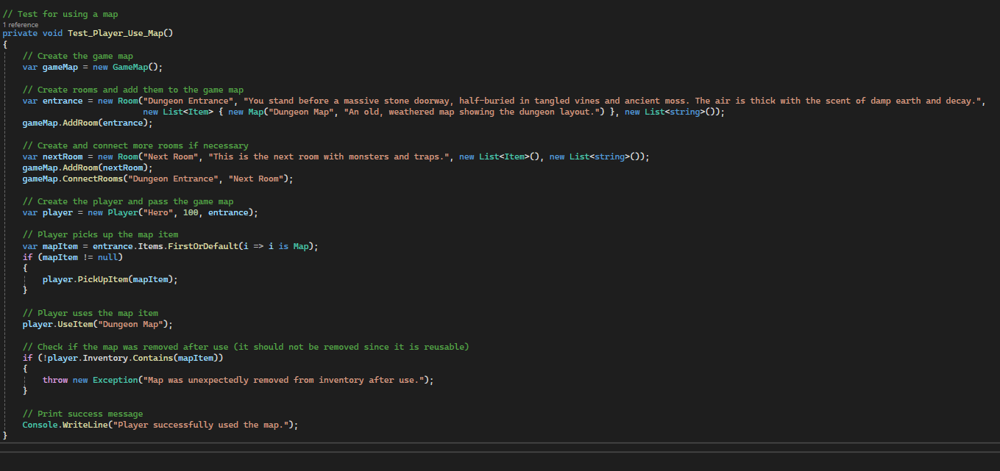 // Test for using a map
1 reference
private void Test_Player_Use_Map()
{
    // Create the game map
    var gameMap = new GameMap();

    // Create rooms and add them to the game map
    var entrance = new Room("Dungeon Entrance", "You stand before a massive stone doorway, half-buried in tangled vines and ancient moss. The air is thick with the scent of damp earth and decay.",
                            new List<Item> { new Map("Dungeon Map", "An old, weathered map showing the dungeon layout.") }, new List<string>());
    gameMap.AddRoom(entrance);

    // Create and connect more rooms if necessary
    var nextRoom = new Room("Next Room", "This is the next room with monsters and traps.", new List<Item>(), new List<string>());
    gameMap.AddRoom(nextRoom);
    gameMap.ConnectRooms("Dungeon Entrance", "Next Room");

    // Create the player and pass the game map
    var player = new Player("Hero", 100, entrance);

    // Player picks up the map item
    var mapItem = entrance.Items.FirstOrDefault(i => i is Map);
    if (mapItem != null)
    {
        player.PickUpItem(mapItem);
    }

    // Player uses the map item
    player.UseItem("Dungeon Map");

    // Check if the map was removed after use (it should not be removed since it is reusable)
    if (!player.Inventory.Contains(mapItem))
    {
        throw new Exception("Map was unexpectedly removed from inventory after use.");
    }

    // Print success message
    Console.WriteLine("Player successfully used the map.");
}